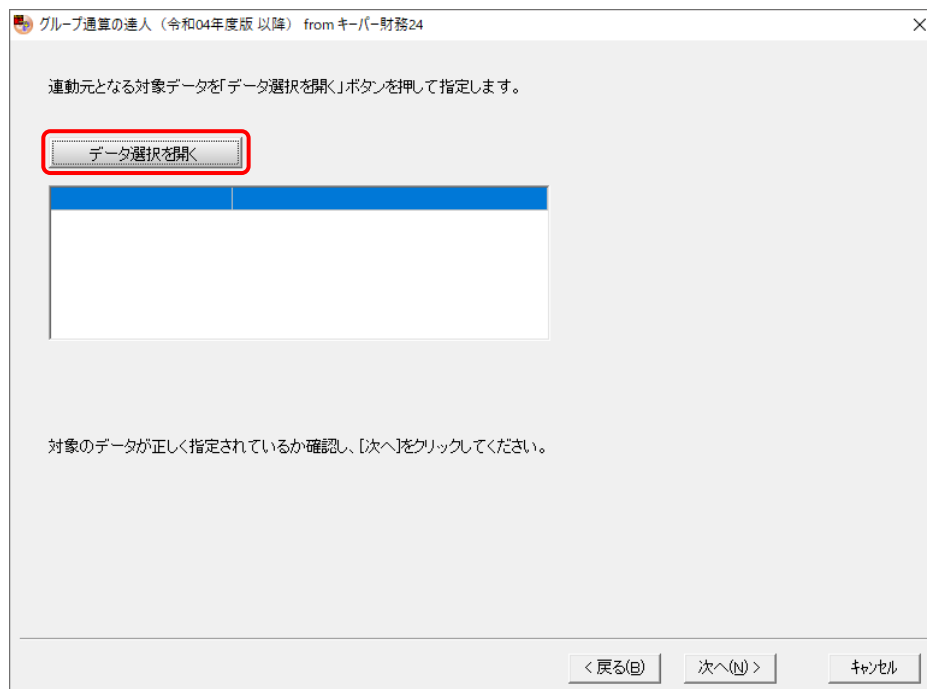 グループ通算の達人（令和04年度版 以降） from キーパー財務24
連動元となる対象データを「データ選択を開く」ボタンを押して指定します。
データ選択を開く
対象のデータが正しく指定されているか確認し、[次へ]をクリックしてください。
< 戻る(B)
次へ(N) >
キャンセル